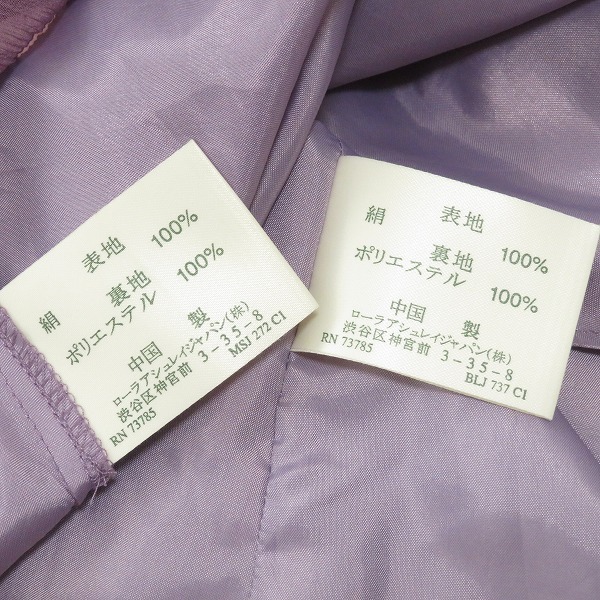 表地
絹 100%
裏地
ポリエステル 100%
中国 製
ローラアシュレイジャパン(株)
渋谷区神宮前 3-35-8
RN 73785 MSJ 272 CI
表地
絹 100%
裏地
ポリエステル 100%
中国 製
ローラアシュレイジャパン(株)
渋谷区神宮前 3-35-8
RN 73785 BLJ 737 CI